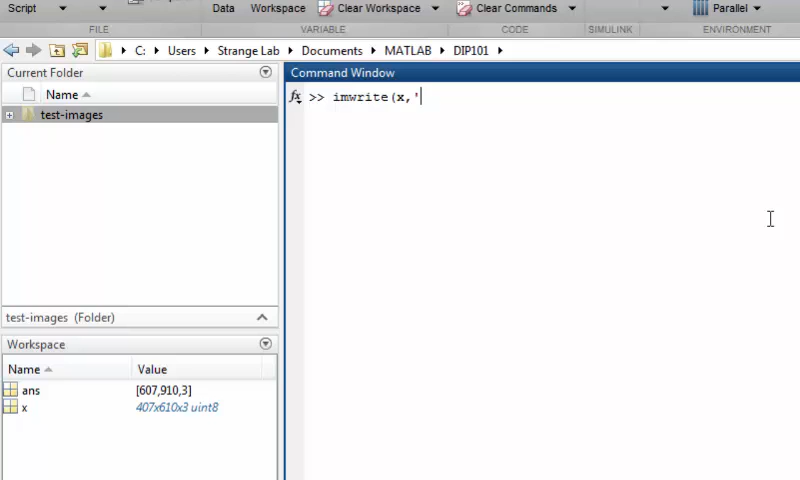 Script Data Workspace Clear Workspace Clear Commands Parallel
FILE VARIABLE CODE SIMULINK ENVIRONMENT
C: Users Strange Lab Documents MATLAB DIP101
Current Folder
Name
test-images
test-images (Folder)
Workspace
Name Value
ans [607,910,3]
x 407x610x3 uint8
Command Window
fx >> imwrite(x,'